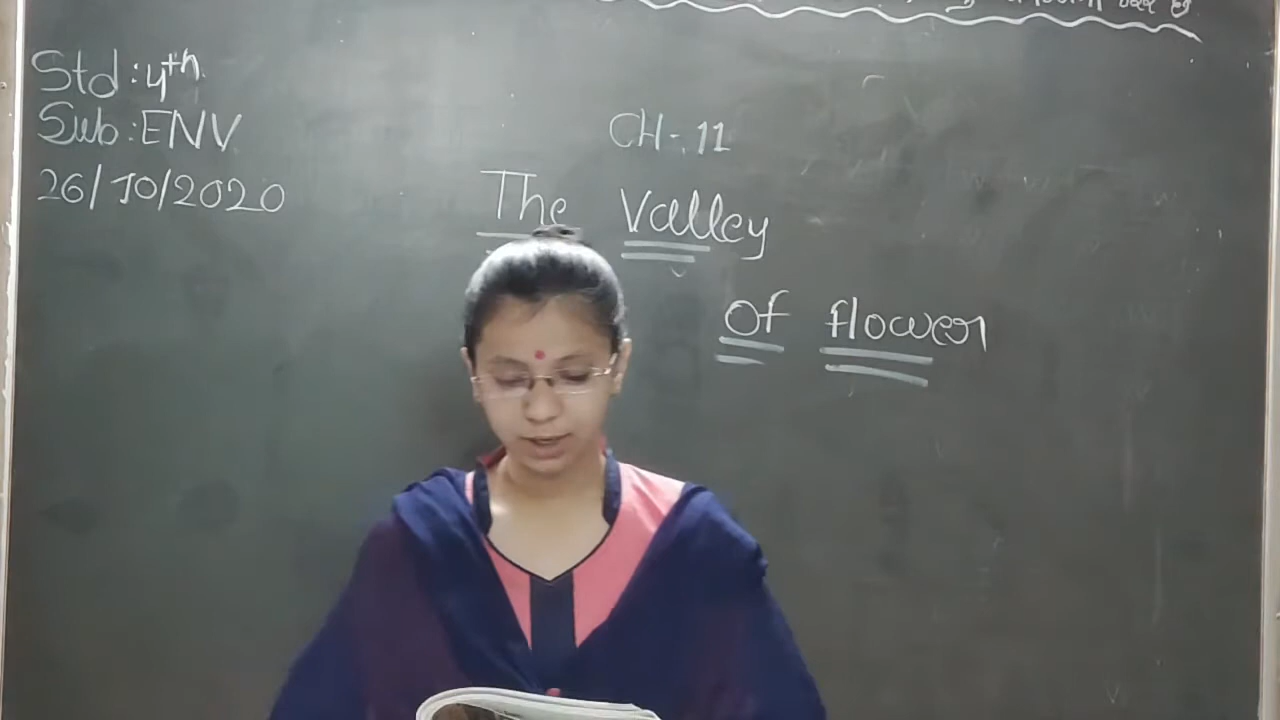 Std : 4th
Sub : ENV
26/10/2020
CH-. 11
The Valley
of flower